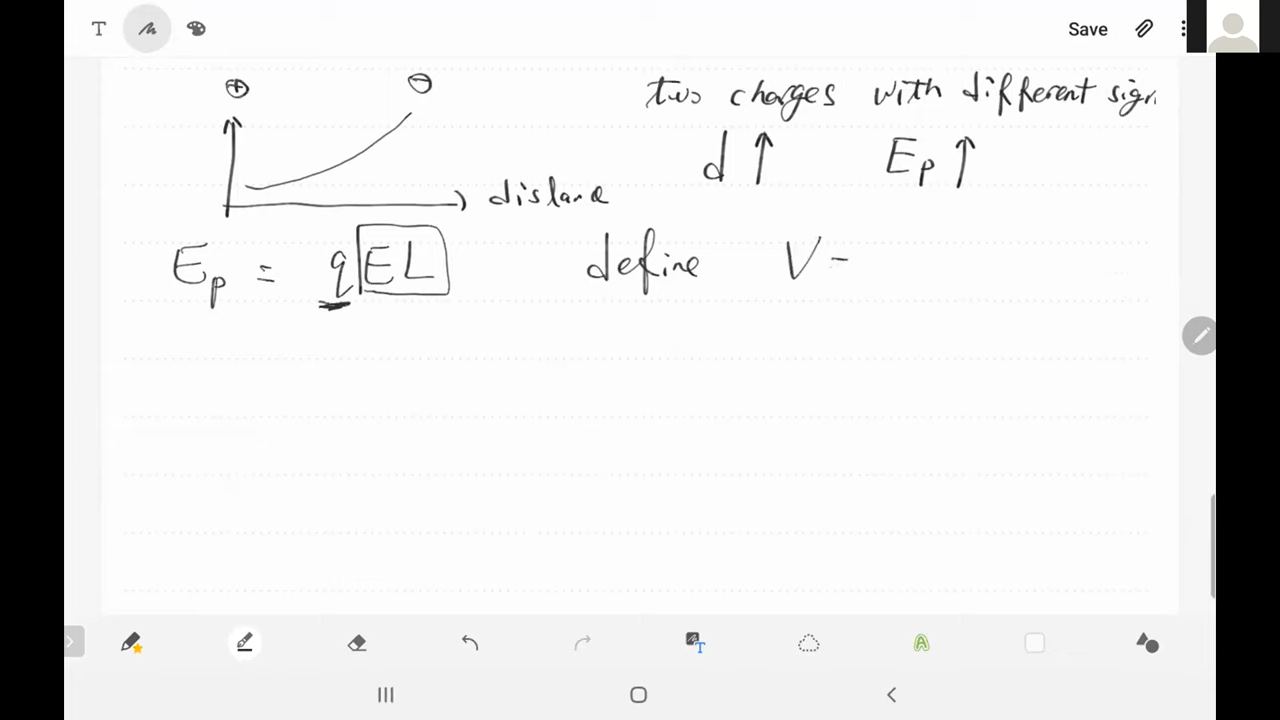 T Save
⊕ ⊖ two charges with different sign
d ↑ Ep ↑
distance
Ep = qEL define V =